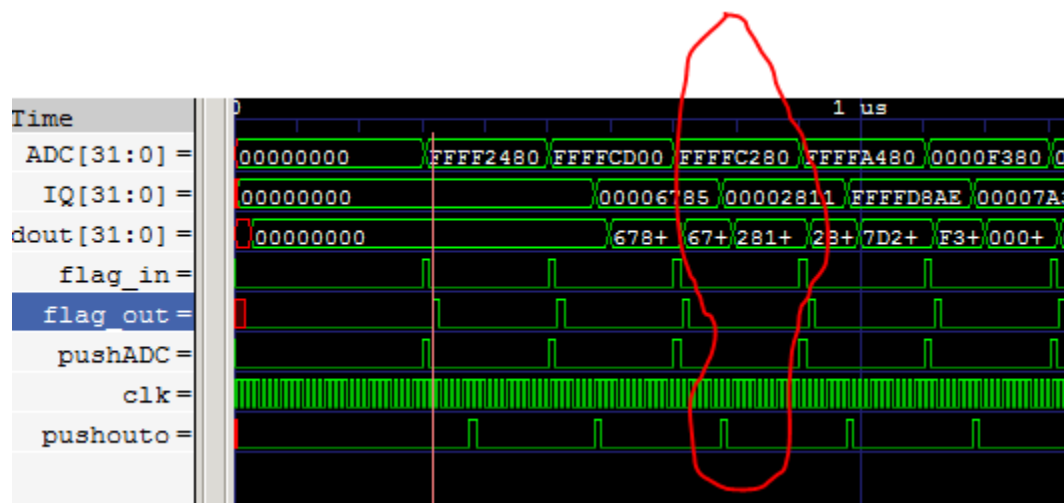 Time
0 1 us
ADC[31:0] = 00000000 FFFF2480 FFFFCD00 FFFFC280 FFFFA480 0000F380
IQ[31:0] = 00000000 00006785 00002811 FFFFD8AE 00007A
dout[31:0] = 00000000 678+ 67+ 281+ 28+ 7D2+ F3+ 000+
flag_in =
flag_out =
pushADC =
clk =
pushouto =